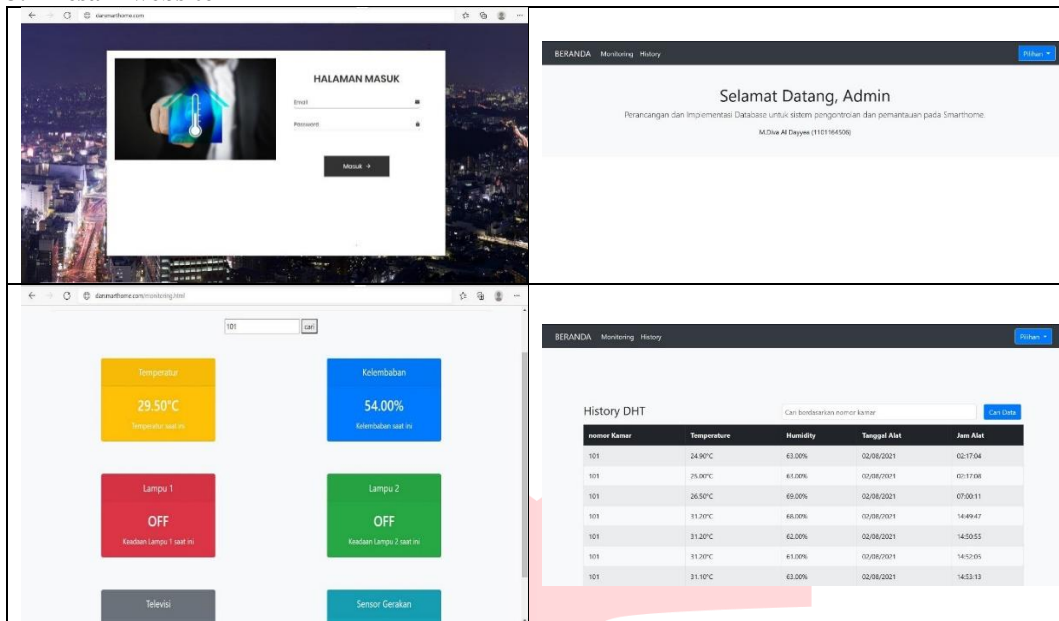 darsmarthome.com
HALAMAN MASUK
Email
Password
Masuk →
BERANDA Monitoring History
Pilihan
Selamat Datang, Admin
Perancangan dan Implementasi Database untuk sistem pengontrolan dan pemantauan pada Smarthome.
M.Diva Al Dayyes (1101164506)
darsmarthome.com/monitoring.html
101 cari
Temperatur
29.50°C
Temperatur saat ini
Kelembaban
54.00%
Kelembaban saat ini
Lampu 1
OFF
Keadaan Lampu 1 saat ini
Lampu 2
OFF
Keadaan Lampu 2 saat ini
Televisi
Sensor Gerakan
BERANDA Monitoring History
Pilihan
History DHT
Cari berdasarkan nomor kamar Cari Data
nomor Kamar Temperature Humidity Tanggal Alat Jam Alat
101 24.90°C 63.00% 02/08/2021 02:17:04
101 25.00°C 02/08/2021 02:17:08
101 26.50°C 69.00% 02/08/2021 07:00:11
101 31.20°C 68.00% 02/08/2021 14:49:47
101 31.20°C 62.00% 02/08/2021 14:50:55
101 31.20°C 61.00% 02/08/2021 14:52:05
101 31.10°C 63.00% 02/08/2021 14:53:13